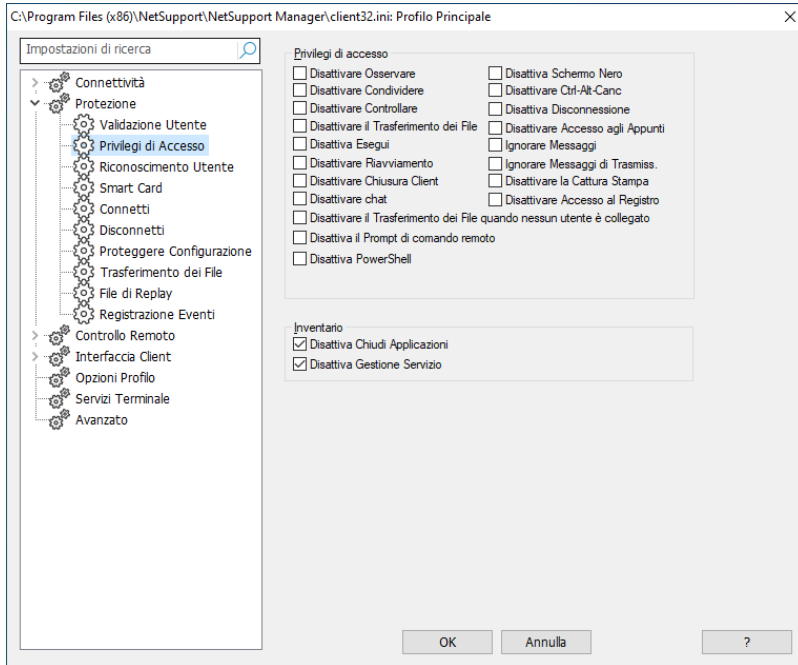 C:\Program Files (x86)\NetSupport\NetSupport Manager\client32.ini: Profilo Principale
Impostazioni di ricerca
Connettività
Protezione
Validazione Utente
Privilegi di Accesso
Riconoscimento Utente
Smart Card
Connetti
Disconnetti
Proteggere Configurazione
Trasferimento dei File
File di Replay
Registrazione Eventi
Controllo Remoto
Interfaccia Client
Opzioni Profilo
Servizi Terminale
Avanzato
Privilegi di accesso
Disattivare Osservare
Disattivare Condividere
Disattivare Controllare
Disattivare il Trasferimento dei File
Disattiva Esegui
Disattivare Riavviamento
Disattivare Chiusura Client
Disattivare chat
Disattiva Schermo Nero
Disattivare Ctrl-Alt-Canc
Disattiva Disconnessione
Disattivare Accesso agli Appunti
Ignorare Messaggi
Ignorare Messaggi di Trasmiss.
Disattivare la Cattura Stampa
Disattivare Accesso al Registro
Disattivare il Trasferimento dei File quando nessun utente è collegato
Disattiva il Prompt di comando remoto
Disattiva PowerShell
Inventario
Disattiva Chiudi Applicazioni
Disattiva Gestione Servizio
OK
Annulla
?